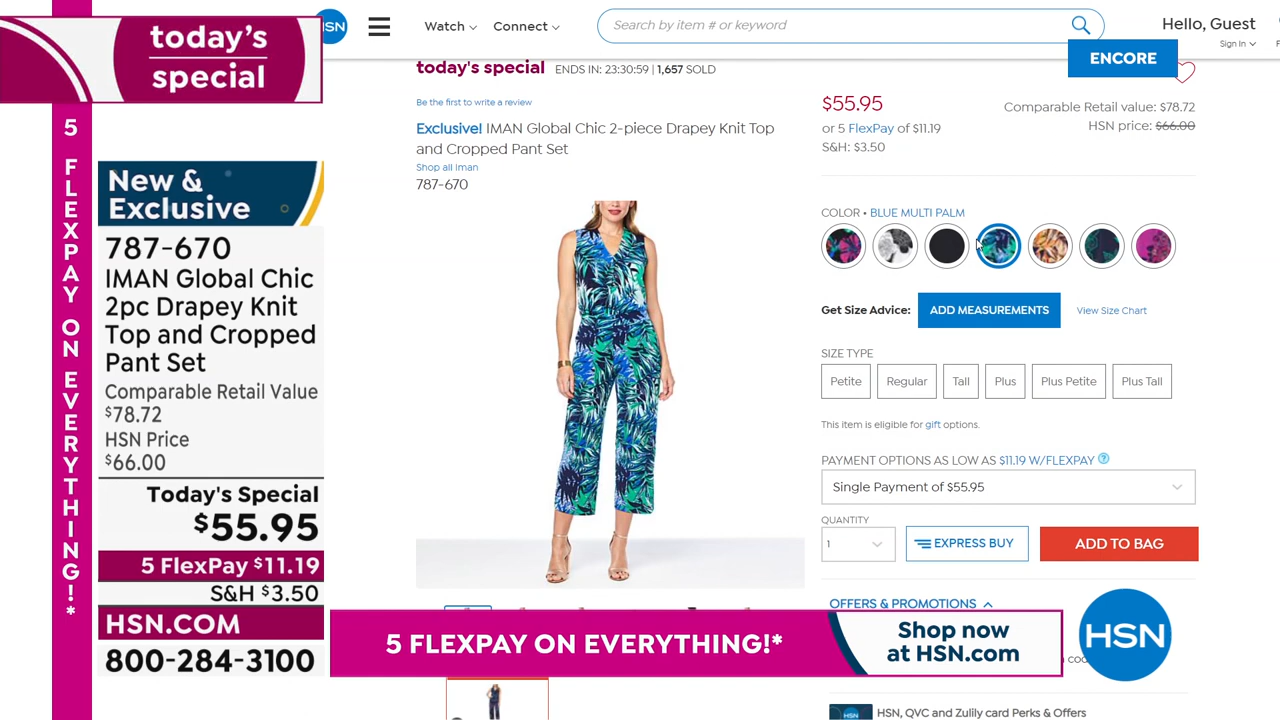 today's
special
5 FLEXPAY ON EVERYTHING!*
New &
Exclusive
787-670
IMAN Global Chic
2pc Drapey Knit
Top and Cropped
Pant Set
Comparable Retail Value
$78.72
HSN Price
$66.00
Today's Special
$55.95
5 FlexPay $11.19
S&H $3.50
HSN.COM
800-284-3100
HSN
Watch
Connect
Search by item # or keyword
Hello, Guest
Sign In
ENCORE
today's special ENDS IN: 23:30:59 | 1,657 SOLD
Be the first to write a review
Exclusive! IMAN Global Chic 2-piece Drapey Knit Top
and Cropped Pant Set
Shop all Iman
787-670
$55.95
Comparable Retail value: $78.72
or 5 FlexPay of $11.19
HSN price: $66.00
S&H: $3.50
COLOR • BLUE MULTI PALM
Get Size Advice: ADD MEASUREMENTS View Size Chart
SIZE TYPE
Petite Regular Tall Plus Plus Petite Plus Tall
This item is eligible for gift options.
PAYMENT OPTIONS AS LOW AS $11.19 W/FLEXPAY ?
Single Payment of $55.95
QUANTITY
1 EXPRESS BUY ADD TO BAG
OFFERS & PROMOTIONS
5 FLEXPAY ON EVERYTHING!*
Shop now
at HSN.com
HSN
HSN, QVC and Zulily card Perks & Offers